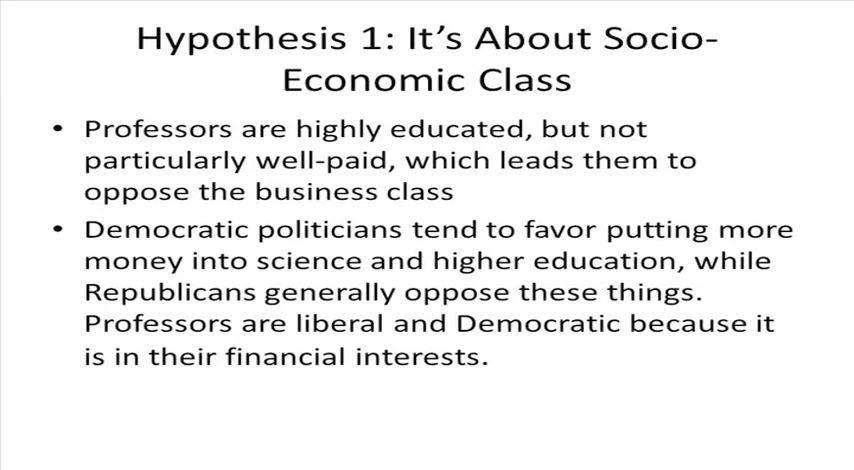 Hypothesis 1: It's About Socio-
Economic Class
• Professors are highly educated, but not
particularly well-paid, which leads them to
oppose the business class
• Democratic politicians tend to favor putting more
money into science and higher education, while
Republicans generally oppose these things.
Professors are liberal and Democratic because it
is in their financial interests.